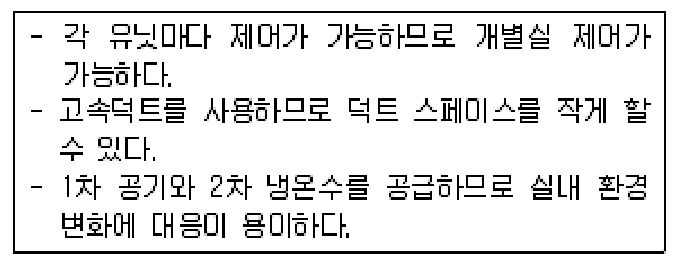 - 각 유닛마다 제어가 가능하므로 개별실 제어가
가능하다.
- 고속덕트를 사용하므로 덕트 스페이스를 작게 할
수 있다.
- 1차 공기와 2차 냉온수를 공급하므로 실내 환경
변화에 대응이 용이하다.